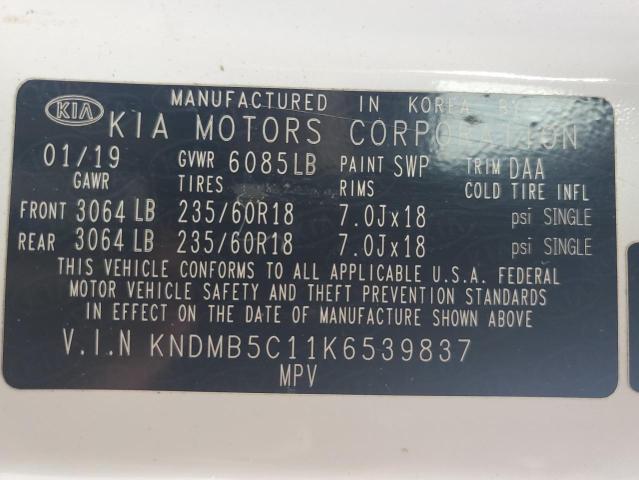 MANUFACTURED IN KOREA BY
KIA KIA MOTORS CORPORATION
01/19 GVWR 6085LB PAINT SWP TRIM DAA
GAWR TIRES RIMS COLD TIRE INFL
FRONT 3064 LB 235/60R18 7.0Jx18 psi SINGLE
REAR 3064 LB 235/60R18 7.0Jx18 psi SINGLE
THIS VEHICLE CONFORMS TO ALL APPLICABLE U.S.A. FEDERAL
MOTOR VEHICLE SAFETY AND THEFT PREVENTION STANDARDS
IN EFFECT ON THE DATE OF MANUFACTURE SHOWN ABOVE
V.I.N KNDMB5C11K6539837
MPV